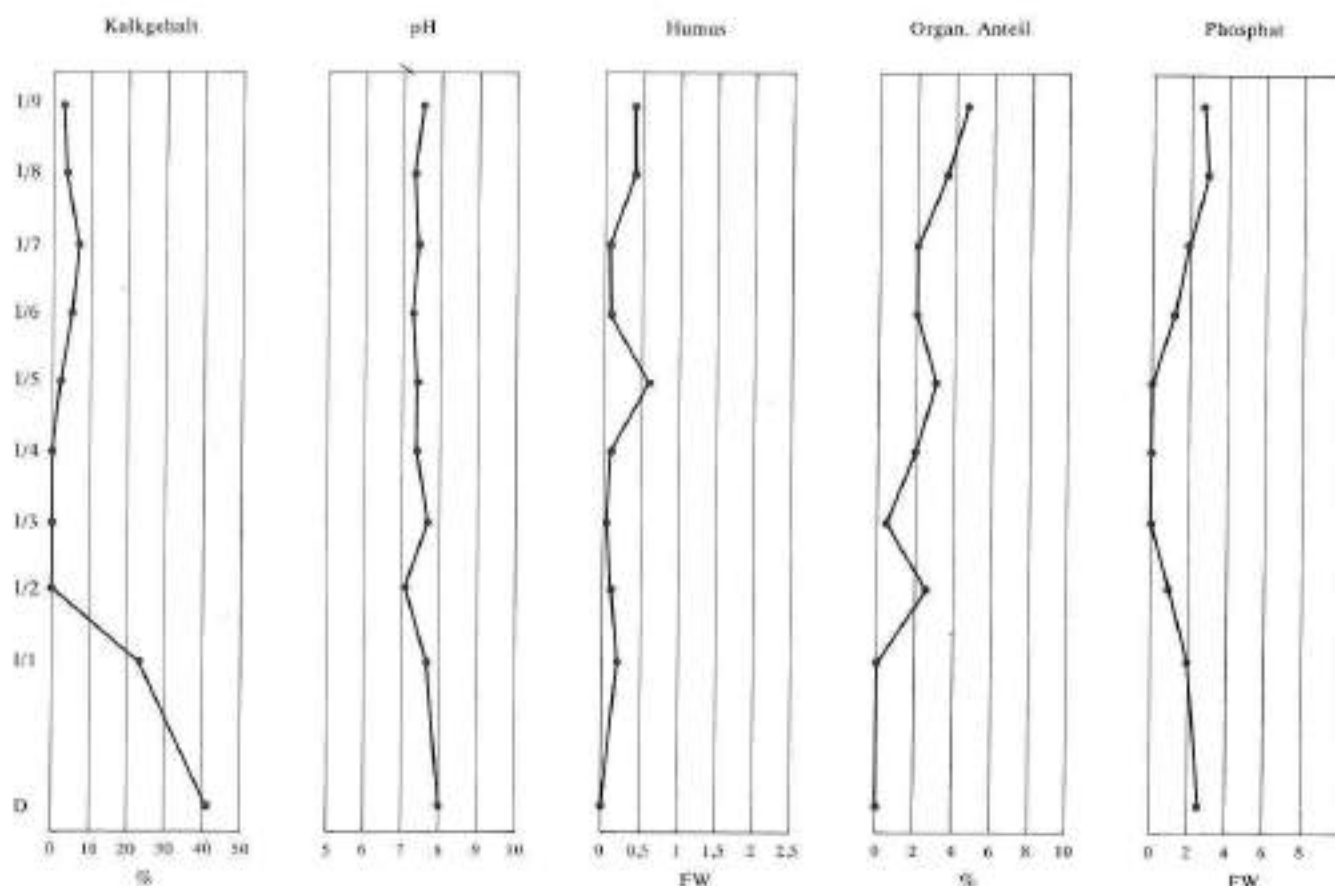 Kalkgehalt pH Humus Organ. Anteil Phosphat
I/9
I/8
I/7
I/6
I/5
I/4
I/3
I/2
I/1
D
0 10 20 30 40 50 5 6 7 8 9 10 0 0,5 1 1,5 2 2,5 0 2 4 6 8 10 0 2 4 6 8
% EW % EW